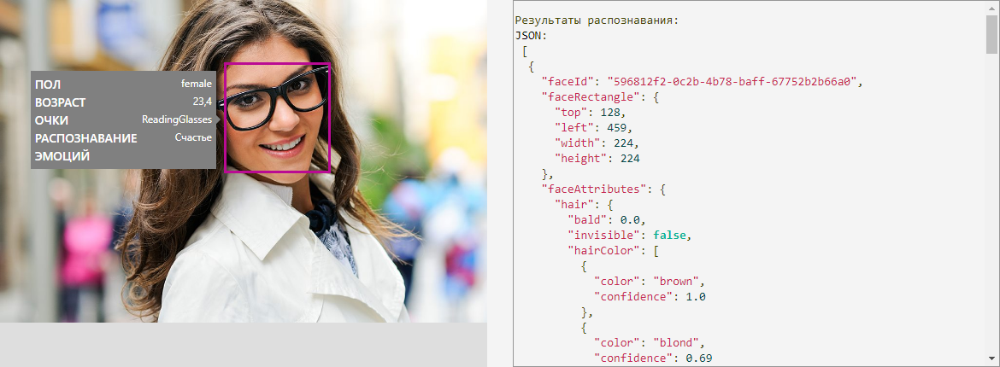 ПОЛ female
ВОЗРАСТ 23,4
ОЧКИ ReadingGlasses
РАСПОЗНАВАНИЕ Счастье
ЭМОЦИЙ
Результаты распознавания:
JSON:
[
{
"faceId": "596812f2-0c2b-4b78-baff-67752b2b66a0",
"faceRectangle": {
"top": 128,
"left": 459,
"width": 224,
"height": 224
},
"faceAttributes": {
"hair": {
"bald": 0.0,
"invisible": false,
"hairColor": [
{
"color": "brown",
"confidence": 1.0
},
{
"color": "blond",
"confidence": 0.69